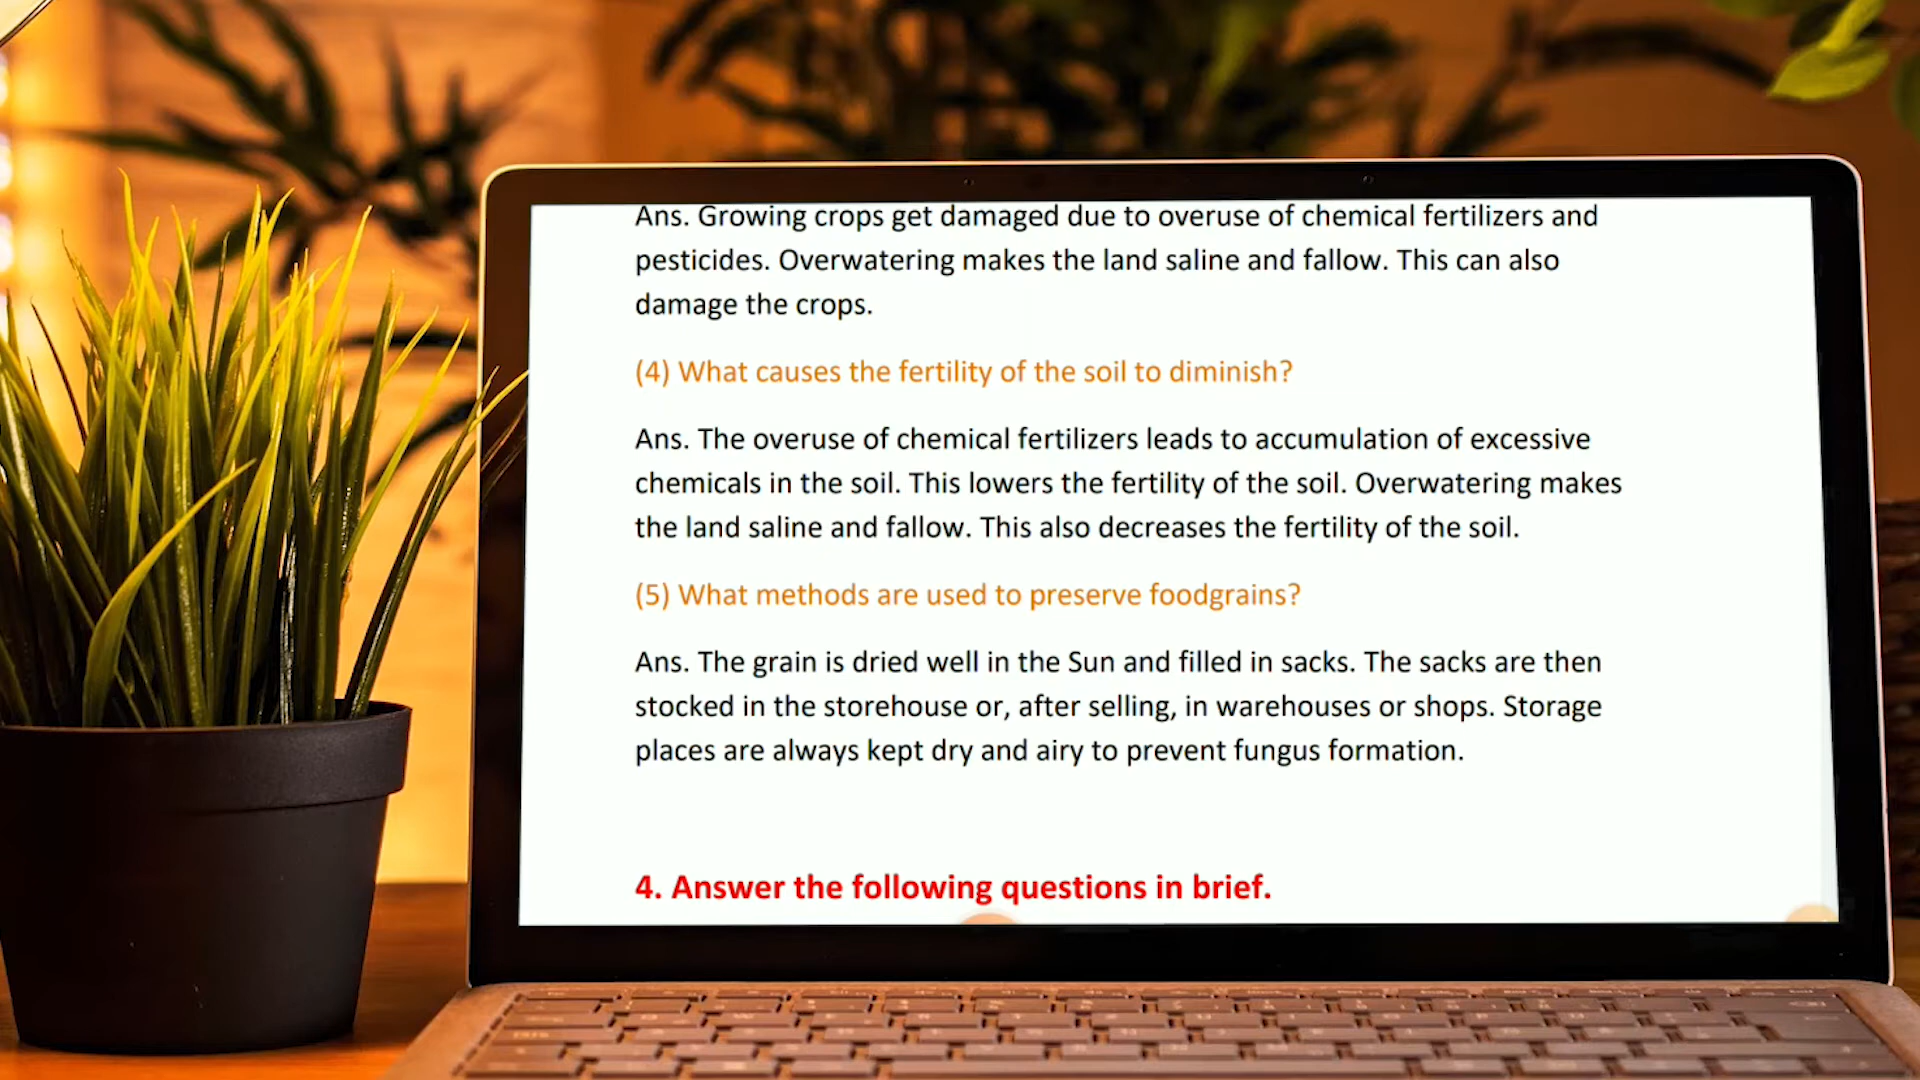 Ans. Growing crops get damaged due to overuse of chemical fertilizers and
pesticides. Overwatering makes the land saline and fallow. This can also
damage the crops.
(4) What causes the fertility of the soil to diminish?
Ans. The overuse of chemical fertilizers leads to accumulation of excessive
chemicals in the soil. This lowers the fertility of the soil. Overwatering makes
the land saline and fallow. This also decreases the fertility of the soil.
(5) What methods are used to preserve foodgrains?
Ans. The grain is dried well in the Sun and filled in sacks. The sacks are then
stocked in the storehouse or, after selling, in warehouses or shops. Storage
places are always kept dry and airy to prevent fungus formation.
4. Answer the following questions in brief.